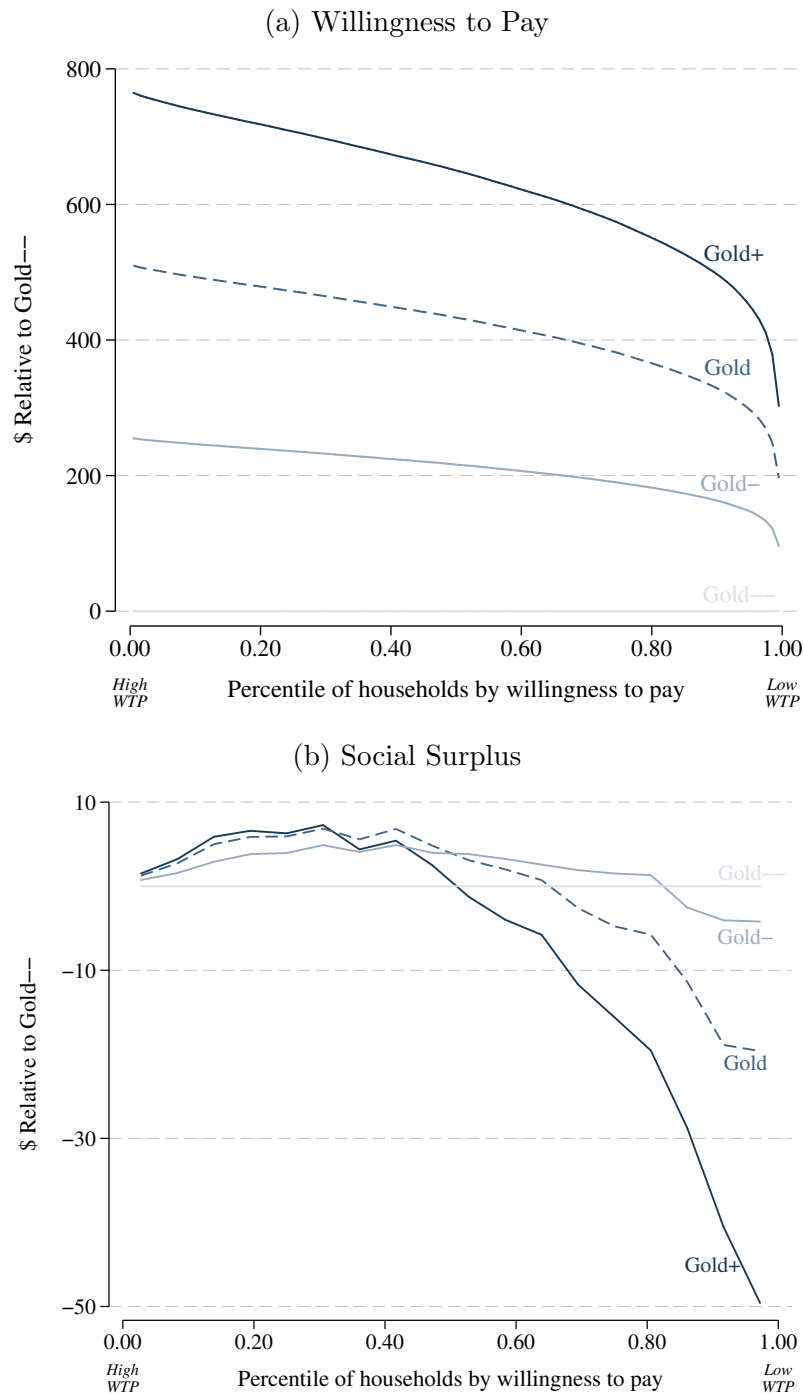 (a) Willingness to Pay
800
600
400
200
0
$ Relative to Gold−−
Gold+
Gold
Gold−
Gold−−
0.00 0.20 0.40 0.60 0.80 1.00
High
WTP
Percentile of households by willingness to pay
Low
WTP
(b) Social Surplus
10
−10
−30
−50
$ Relative to Gold−−
Gold−−
Gold−
Gold
Gold+
0.00 0.20 0.40 0.60 0.80 1.00
High
WTP
Percentile of households by willingness to pay
Low
WTP